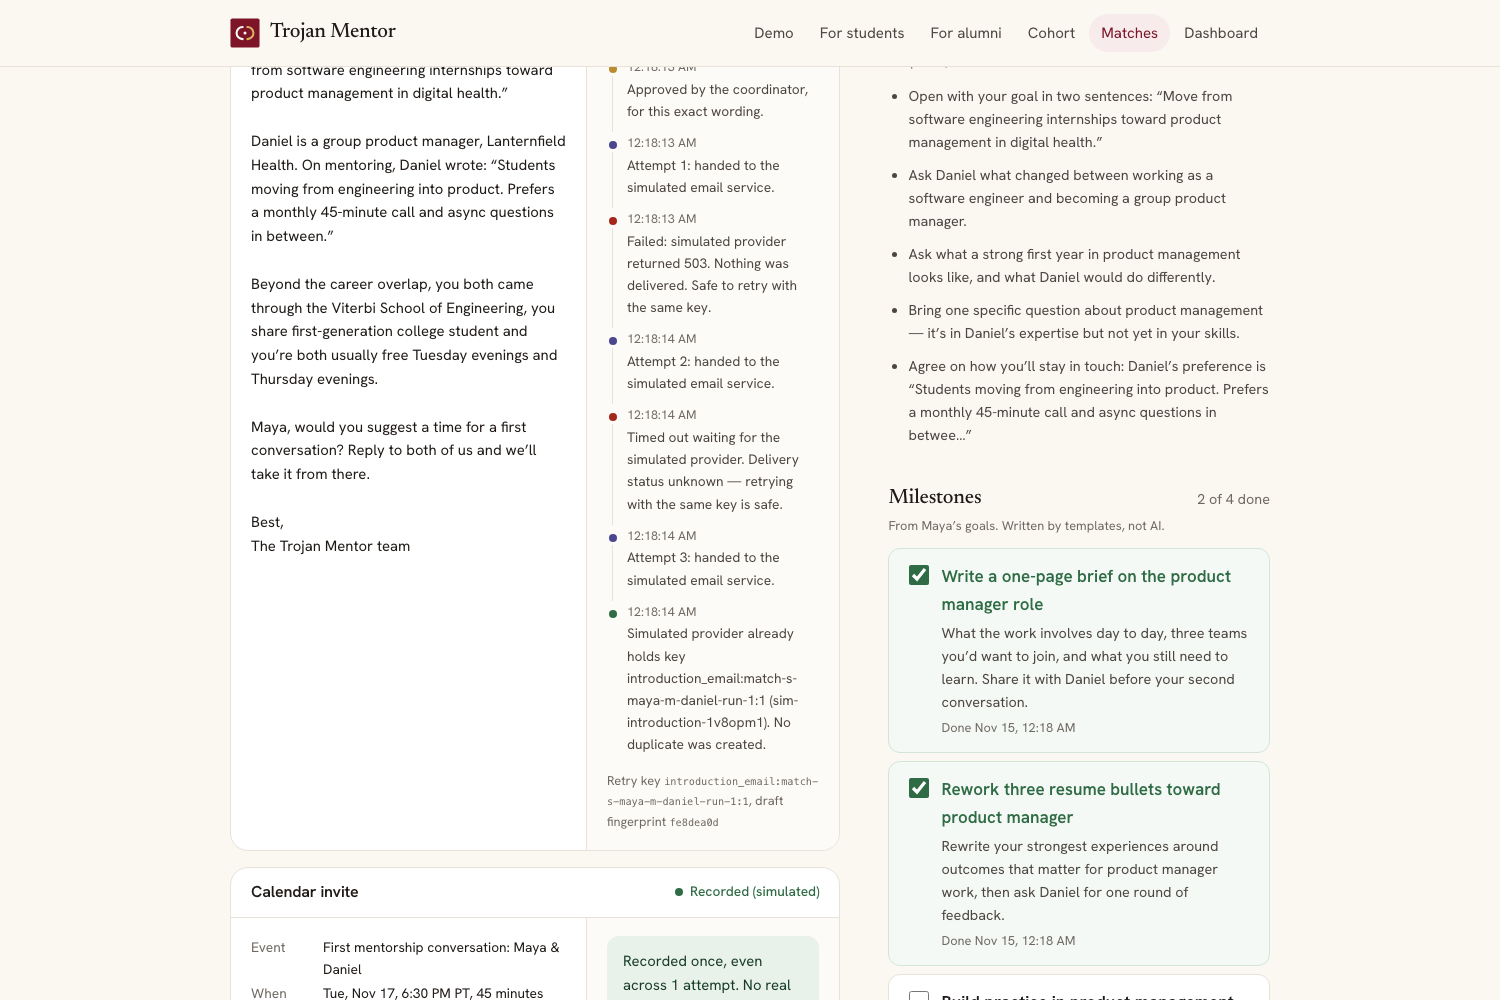 Trojan Mentor
Demo
For students
For alumni
Cohort
Matches
Dashboard
from software engineering internships toward
product management in digital health.”
Daniel is a group product manager, Lanternfield
Health. On mentoring, Daniel wrote: “Students
moving from engineering into product. Prefers
a monthly 45-minute call and async questions
in between.”
Beyond the career overlap, you both came
through the Viterbi School of Engineering, you
share first-generation college student and
you’re both usually free Tuesday evenings and
Thursday evenings.
Maya, would you suggest a time for a first
conversation? Reply to both of us and we’ll
take it from there.
Best,
The Trojan Mentor team
12:18:13 AM
Approved by the coordinator,
for this exact wording.
12:18:13 AM
Attempt 1: handed to the
simulated email service.
12:18:13 AM
Failed: simulated provider
returned 503. Nothing was
delivered. Safe to retry with
the same key.
12:18:14 AM
Attempt 2: handed to the
simulated email service.
12:18:14 AM
Timed out waiting for the
simulated provider. Delivery
status unknown — retrying
with the same key is safe.
12:18:14 AM
Attempt 3: handed to the
simulated email service.
12:18:14 AM
Simulated provider already
holds key
introduction_email:match-s-
maya-m-daniel-run-1:1 (sim-
introduction-1v8opm1). No
duplicate was created.
Retry key introduction_email:match-
s-maya-m-daniel-run-1:1, draft
fingerprint fe8dea0d
Calendar invite
Recorded (simulated)
Event
First mentorship conversation: Maya &
Daniel
When
Tue, Nov 17, 6:30 PM PT, 45 minutes
Recorded once, even
across 1 attempt. No real
Open with your goal in two sentences: “Move from
software engineering internships toward product
management in digital health.”
Ask Daniel what changed between working as a
software engineer and becoming a group product
manager.
Ask what a strong first year in product management
looks like, and what Daniel would do differently.
Bring one specific question about product management
— it’s in Daniel’s expertise but not yet in your skills.
Agree on how you’ll stay in touch: Daniel’s preference is
“Students moving from engineering into product. Prefers
a monthly 45-minute call and async questions in
betwee…”
Milestones
2 of 4 done
From Maya’s goals. Written by templates, not AI.
Write a one-page brief on the product
manager role
What the work involves day to day, three teams
you’d want to join, and what you still need to
learn. Share it with Daniel before your second
conversation.
Done Nov 15, 12:18 AM
Rework three resume bullets toward
product manager
Rewrite your strongest experiences around
outcomes that matter for product manager
work, then ask Daniel for one round of
feedback.
Done Nov 15, 12:18 AM
Build practice in product management